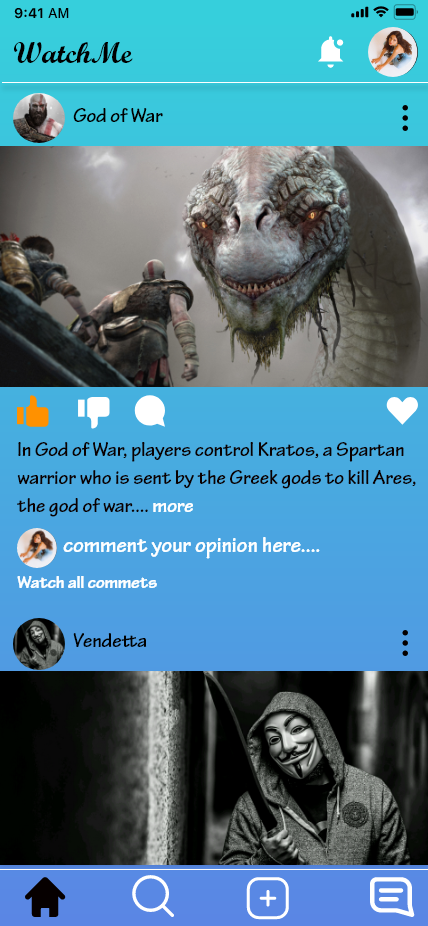 9:41 AM
WatchMe
God of War
In God of War, players control Kratos, a Spartan
warrior who is sent by the Greek gods to kill Ares,
the god of war.... more
comment your opinion here....
Watch all commets
Vendetta